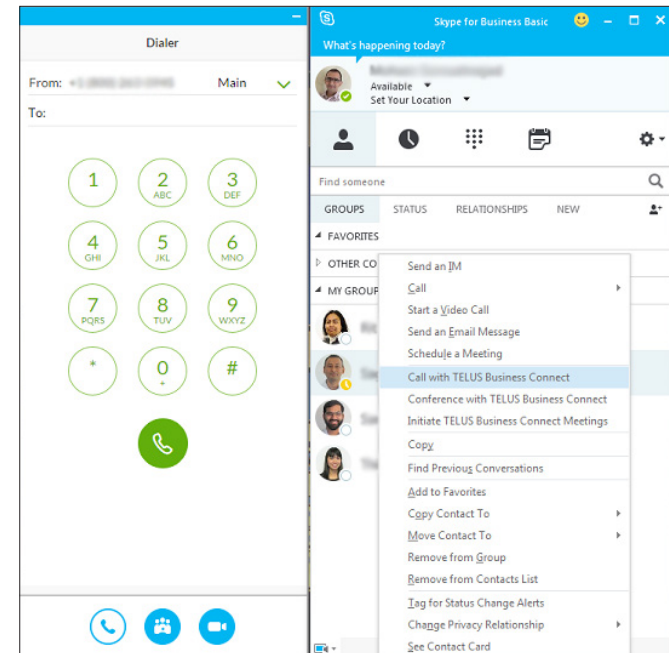 Dialer
From:
Main
To:
1
2
ABC
3
DEF
4
GHI
5
JKL
6
MNO
7
PQRS
8
TUV
9
WXYZ
*
0
+
#
Skype for Business Basic
What's happening today?
Available
Set Your Location
Find someone
GROUPS STATUS RELATIONSHIPS NEW
FAVORITES
OTHER CO
MY GROUP
Send an IM
Call
Start a Video Call
Send an Email Message
Schedule a Meeting
Call with TELUS Business Connect
Conference with TELUS Business Connect
Initiate TELUS Business Connect Meetings
Copy
Find Previous Conversations
Add to Favorites
Copy Contact To
Move Contact To
Remove from Group
Remove from Contacts List
Tag for Status Change Alerts
Change Privacy Relationship
See Contact Card